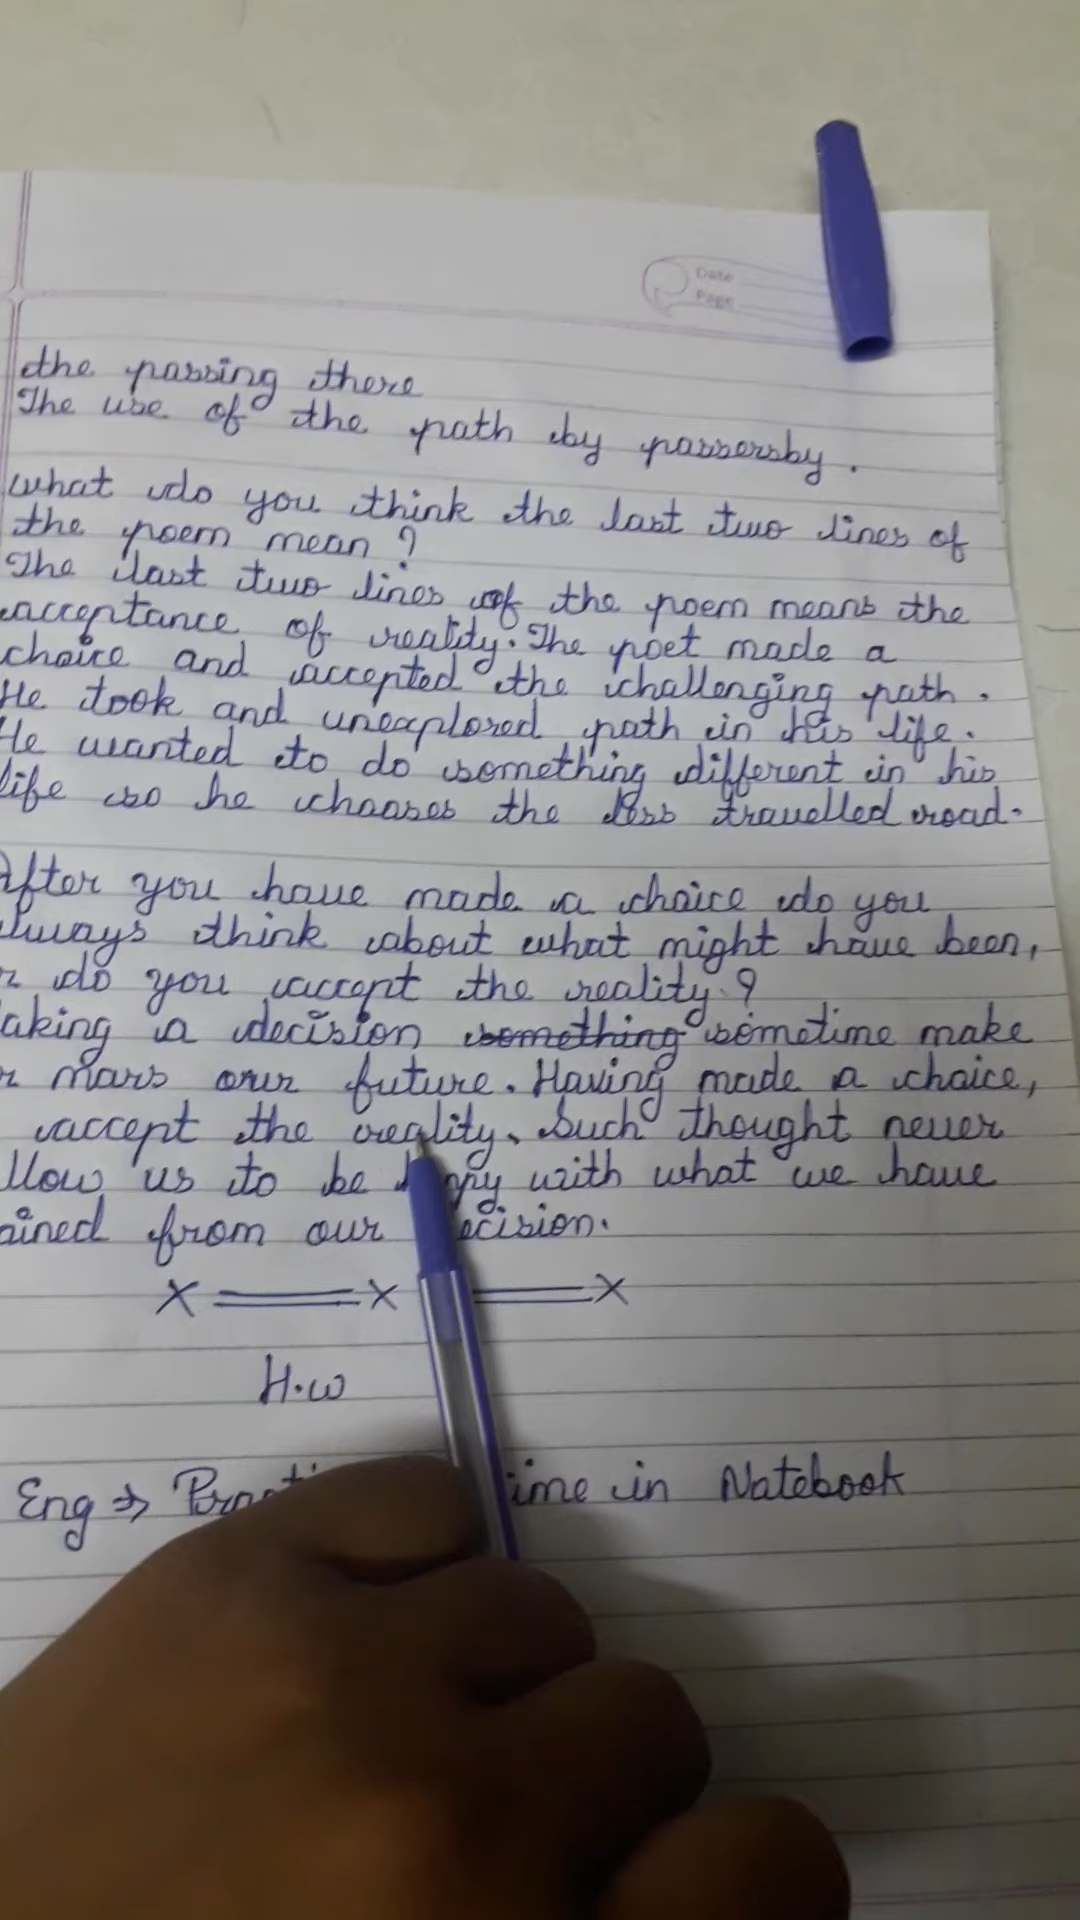 Date
Page
the passing there
The use of the path by passersby.
what do you think the last two lines of
the poem mean ?
The last two lines of the poem means the
acceptance of reality. The poet made a
choice and accepted the challenging path.
He took and unexplored path in his life.
He wanted to do something different in his
life so he chooses the less travelled road.
After you have made a choice do you
lways think about what might have been,
r do you accept the reality ?
aking a decision something sometime make
r mars our future. Having made a choice,
accept the reality. Such thought never
llow us to be with what we have
ained from our ecision.
X == X == X
H.w
Eng ⇒ ime in Notebook